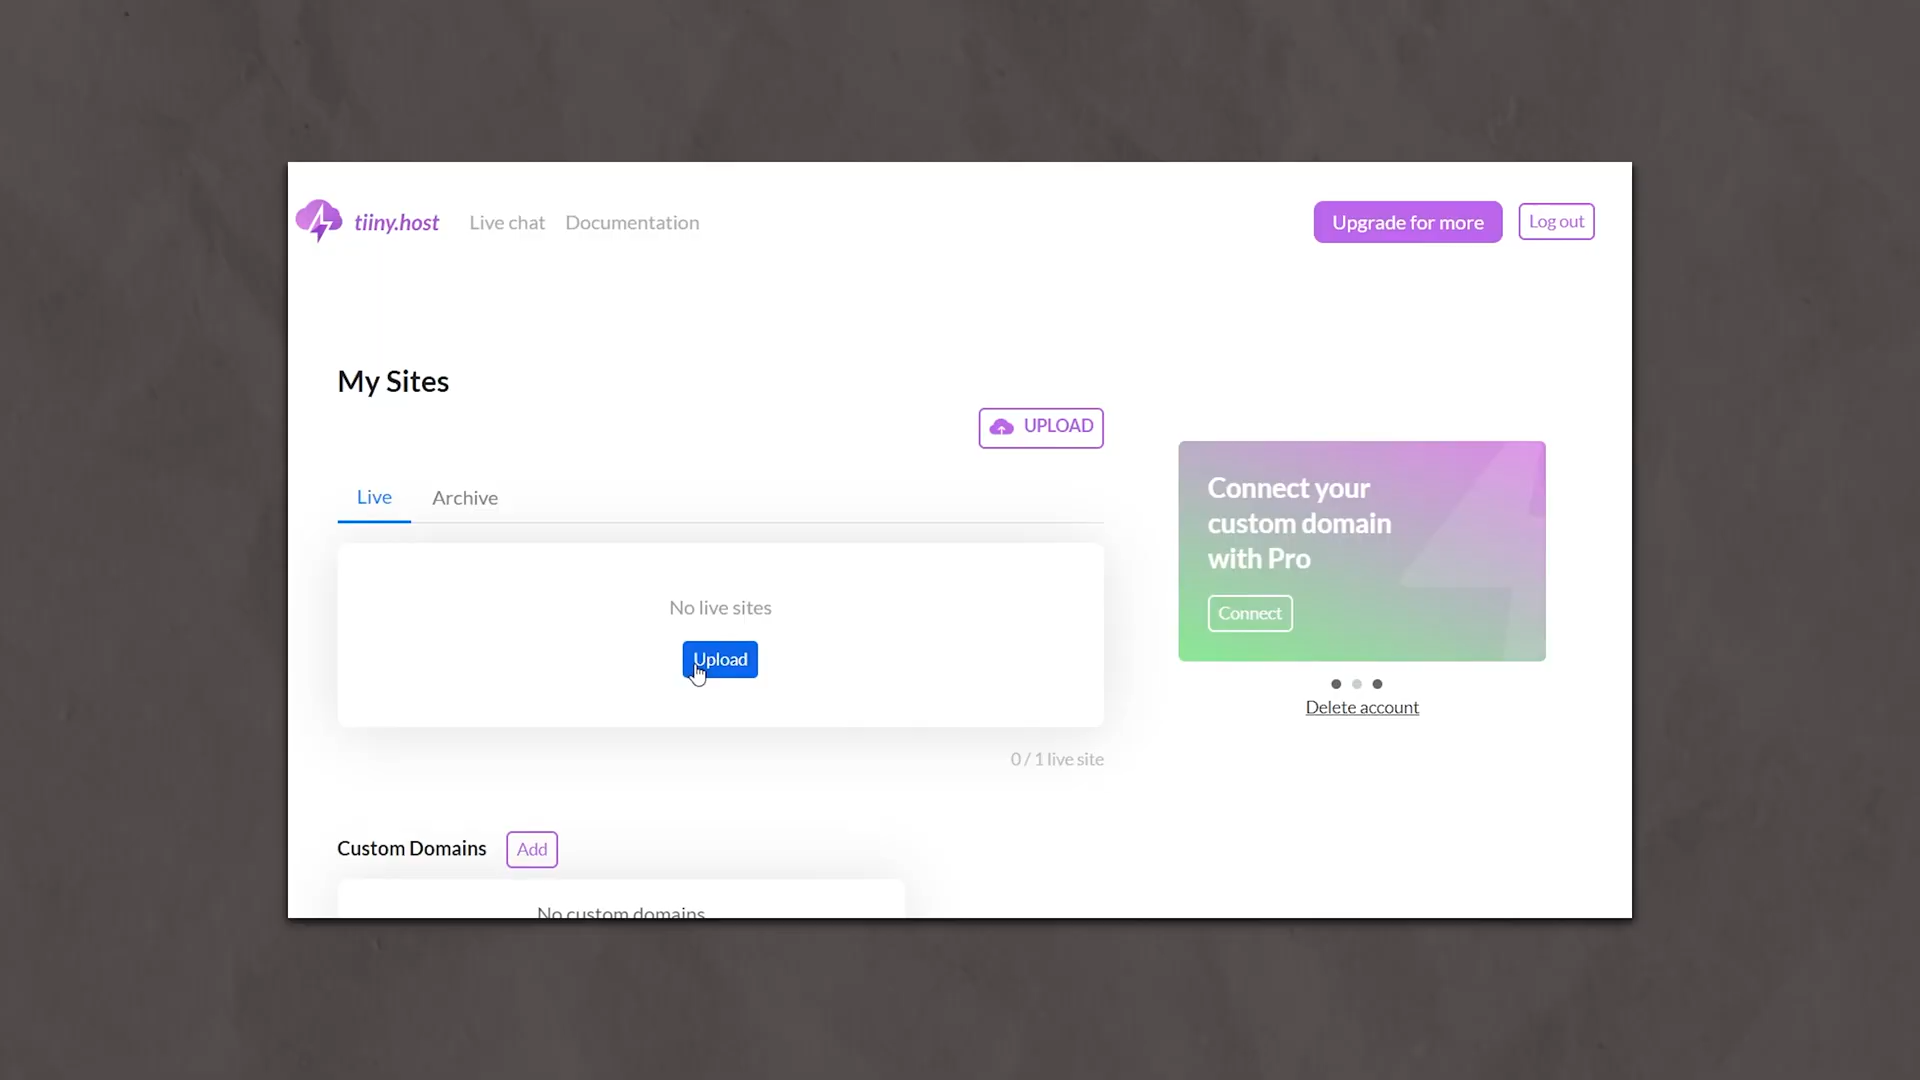 tiiny.host
Live chat
Documentation
Upgrade for more
Log out
My Sites
UPLOAD
Live
Archive
No live sites
Upload
0 / 1 live site
Connect your
custom domain
with Pro
Connect
Delete account
Custom Domains
Add
No custom domains